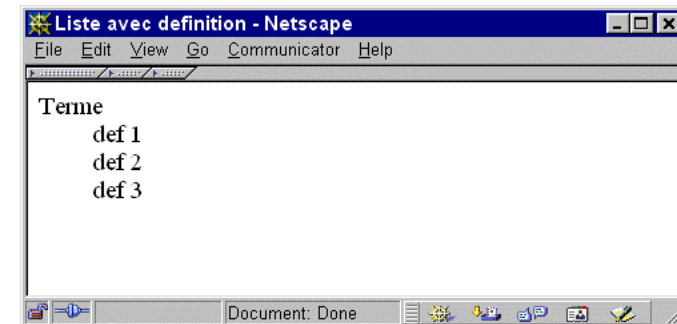 Liste avec definition - Netscape
File Edit View Go Communicator Help
Terme
def 1
def 2
def 3
Document: Done